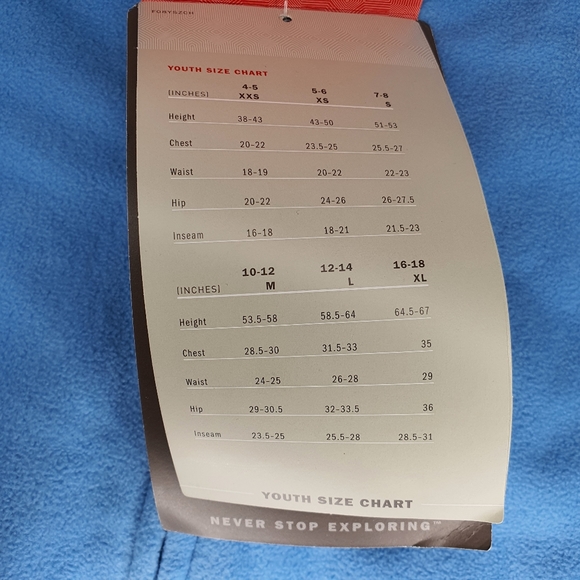 YOUTH SIZE CHART
4-5 5-6 7-8
(INCHES) XXS XS S
Height 38-43 43-50 51-53
Chest 20-22 23.5-25 25.5-27
Waist 18-19 20-22 22-23
Hip 20-22 24-26 26-27.5
Inseam 16-18 18-21 21.5-23
10-12 12-14 16-18
(INCHES) M L XL
Height 53.5-58 58.5-64 64.5-67
Chest 28.5-30 31.5-33 35
Waist 24-25 26-28 29
Hip 29-30.5 32-33.5 36
Inseam 23.5-25 25.5-28 28.5-31
YOUTH SIZE CHART
NEVER STOP EXPLORING™